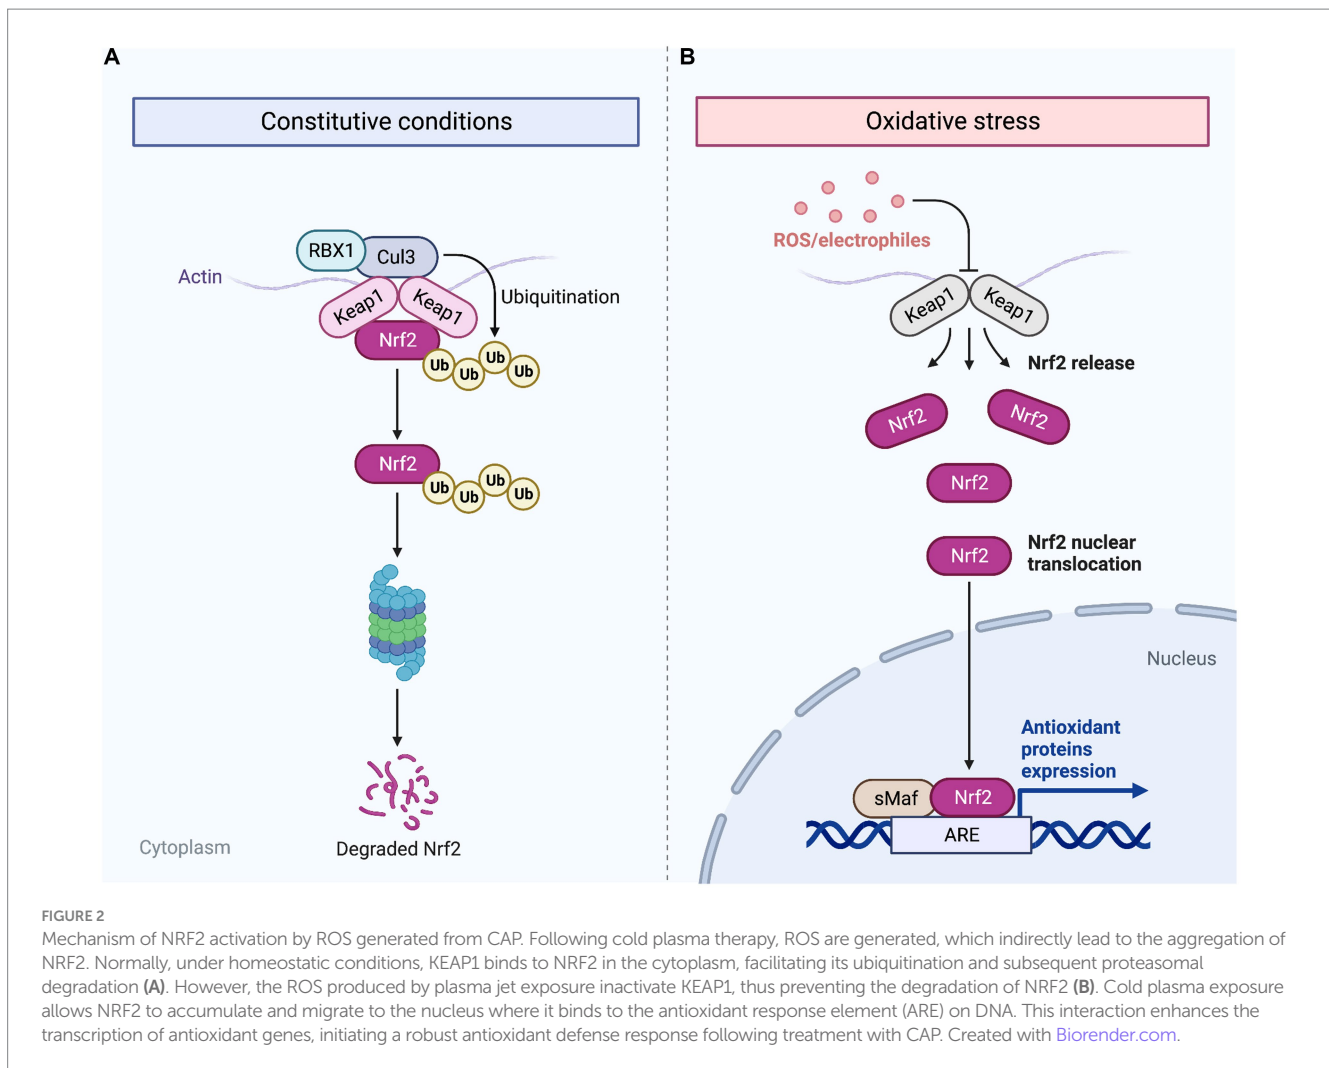 A
Constitutive conditions
RBX1
Cul3
Actin
Keap1
Keap1
Ubiquitination
Nrf2
Ub
Ub
Ub
Ub
Nrf2
Ub
Ub
Ub
Ub
Cytoplasm
Degraded Nrf2
B
Oxidative stress
ROS/electrophiles
Keap1
Keap1
Nrf2 release
Nrf2
Nrf2
Nrf2
Nrf2
Nrf2 nuclear
translocation
Nucleus
Antioxidant
proteins
expression
sMaf
Nrf2
ARE
FIGURE 2
Mechanism of NRF2 activation by ROS generated from CAP. Following cold plasma therapy, ROS are generated, which indirectly lead to the aggregation of
NRF2. Normally, under homeostatic conditions, KEAP1 binds to NRF2 in the cytoplasm, facilitating its ubiquitination and subsequent proteasomal
degradation (A). However, the ROS produced by plasma jet exposure inactivate KEAP1, thus preventing the degradation of NRF2 (B). Cold plasma exposure
allows NRF2 to accumulate and migrate to the nucleus where it binds to the antioxidant response element (ARE) on DNA. This interaction enhances the
transcription of antioxidant genes, initiating a robust antioxidant defense response following treatment with CAP. Created with Biorender.com.